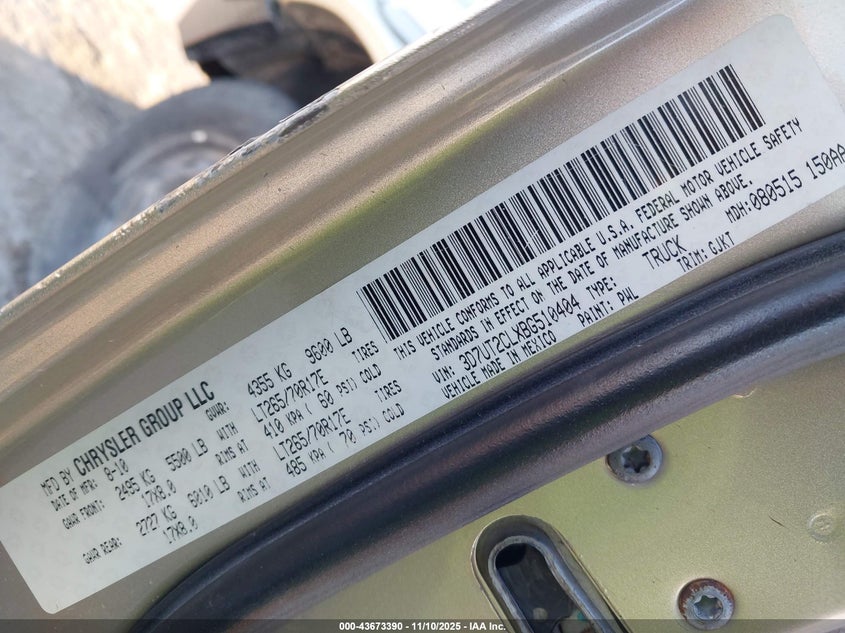 MFD BY CHRYSLER GROUP LLC
DATE OF MFR: 8-10 GVWR: 4355 KG 9600 LB
GAWR FRONT: 2495 KG 5500 LB WITH LT265/70R17E TIRES
17X8.0 RIMS AT 410 KPA ( 60 PSI) COLD
GAWR REAR: 2727 KG 6010 LB WITH LT265/70R17E TIRES
17X8.0 RIMS AT 485 KPA ( 70 PSI) COLD
THIS VEHICLE CONFORMS TO ALL APPLICABLE U.S.A. FEDERAL MOTOR VEHICLE SAFETY
STANDARDS IN EFFECT ON THE DATE OF MANUFACTURE SHOWN ABOVE.
VIN: 3D7UT2CLXBG510404 TYPE: TRUCK MDH:080515 150AA
VEHICLE MADE IN MEXICO PAINT: PHL TRIM: GJKT
000-43673390 - 11/10/2025 - IAA Inc.